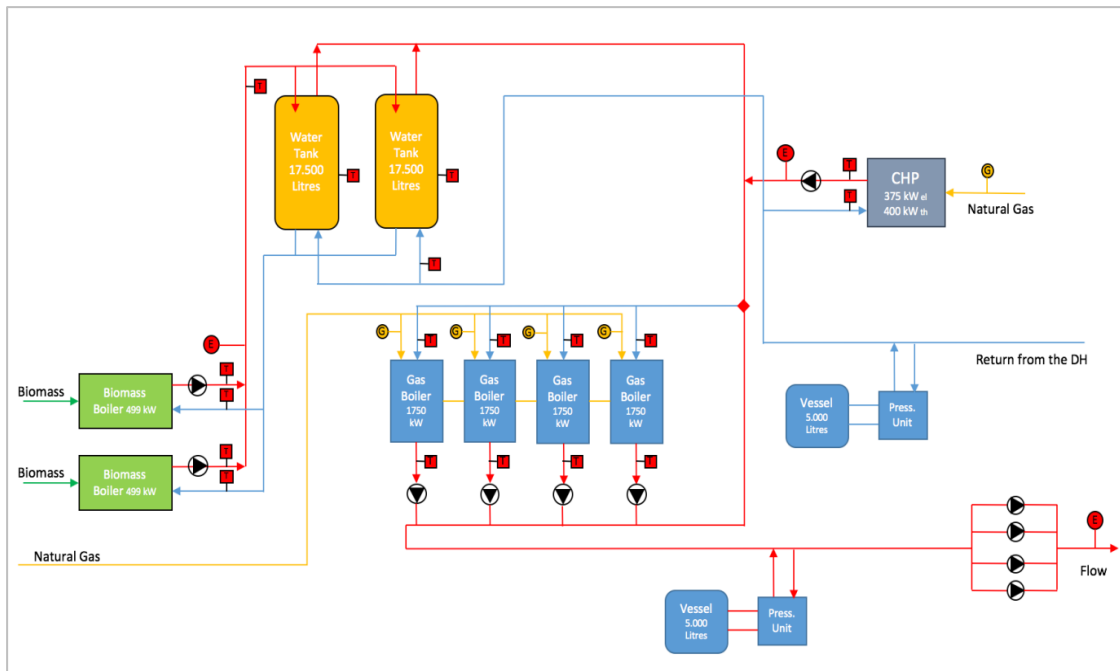 T
Water
Tank
17.500
Litres
T
Water
Tank
17.500
Litres
T
T
E
T
T
CHP
375 kW el
400 kW th
G
Natural Gas
E
G
T
G
T
G
T
G
T
Gas
Boiler
1750
kW
Gas
Boiler
1750
kW
Gas
Boiler
1750
kW
Gas
Boiler
1750
kW
T
T
T
T
Return from the DH
Vessel
5.000
Litres
Press.
Unit
Biomass
Biomass
Boiler 499 kW
T
T
Biomass
Biomass
Boiler 499 kW
T
T
Natural Gas
E
Flow
Vessel
5.000
Litres
Press.
Unit